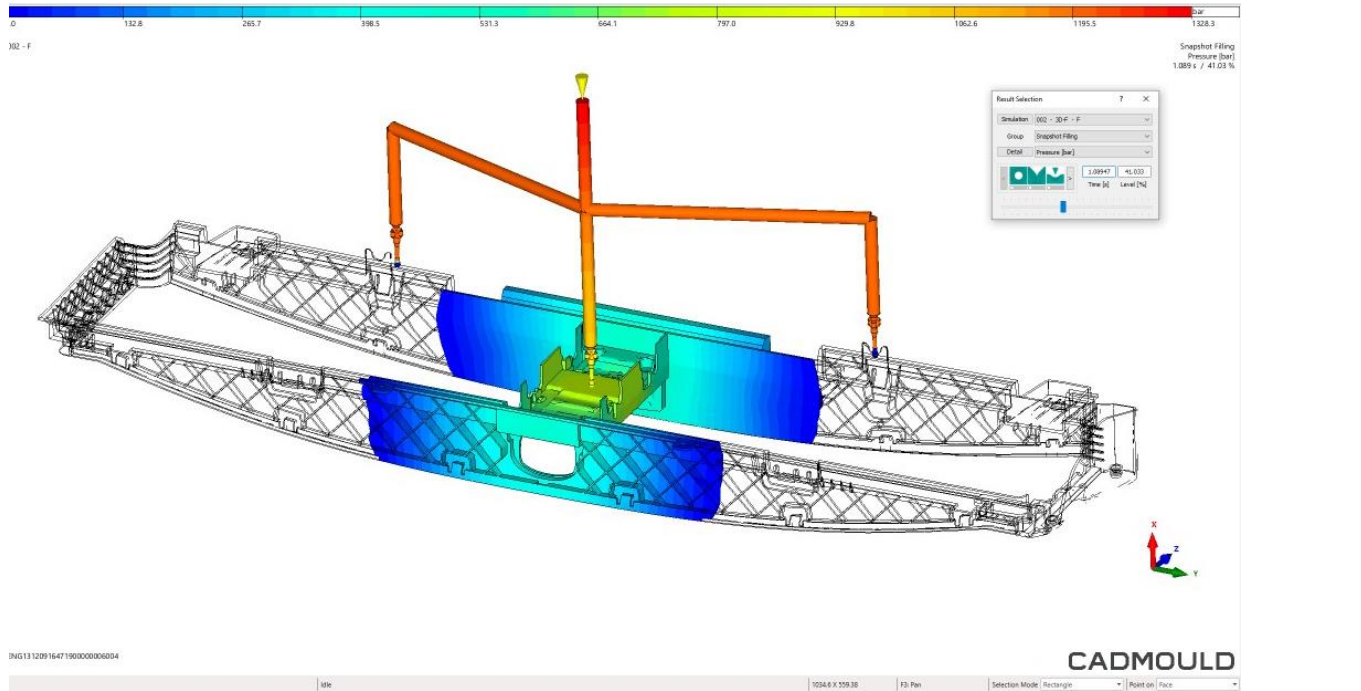 .0 132.8 265.7 398.5 531.3 664.1 797.0 929.8 1062.6 1195.5 1328.3
bar
002 - F
Snapshot Filling
Pressure [bar]
1.089 s / 41.03 %
Result Selection ? ×
Simulation 002 - 3D-F - F
Group Snapshot Filling
Detail Pressure [bar]
< > 1.08947 41.033
Time [s] Level [%]
X
Z
Y
ENG13120916471900000006004
CADMOULD
Idle 1034.6 X 559.38 F3: Pan Selection Mode Rectangle Point on Face